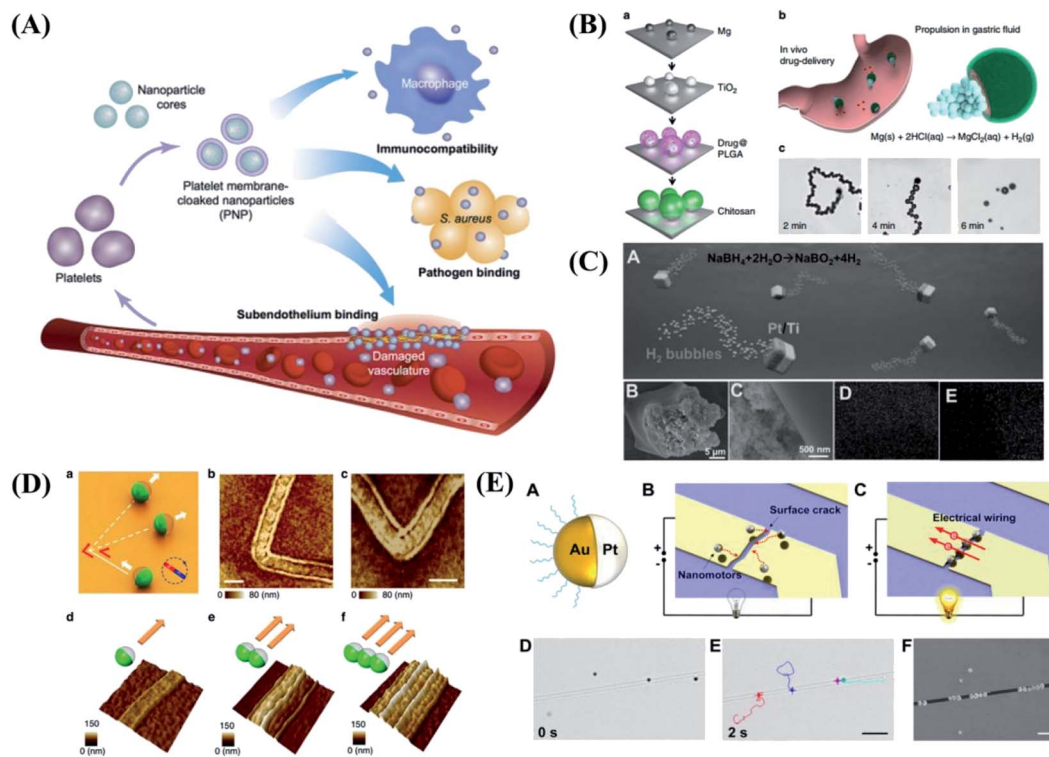 (A)
Nanoparticle
cores
Platelet membrane-
cloaked nanoparticles
(PNP)
Platelets
Macrophage
Immunocompatibility
S. aureus
Pathogen binding
Subendothelium binding
Damaged
vasculature
(B)
a
Mg
TiO₂
Drug@
PLGA
Chitosan
b
In vivo
drug-delivery
Propulsion in gastric fluid
Mg(s) + 2HCl(aq) → MgCl₂(aq) + H₂(g)
c
2 min
4 min
6 min
(C)
A
NaBH₄+2H₂O→NaBO₂+4H₂
Pt/Ti
H₂ bubbles
B
5 µm
C
500 nm
D
E
(D)
a
b
0 80 (nm)
c
0 80 (nm)
d
150
0 (nm)
e
150
0 (nm)
f
150
0 (nm)
(E)
A
Au Pt
B
Surface crack
Nanomotors
+
-
C
Electrical wiring
+
-
D
0 s
E
2 s
F